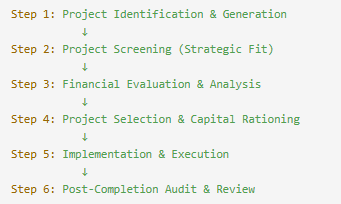 Step 1: Project Identification & Generation
↓
Step 2: Project Screening (Strategic Fit)
↓
Step 3: Financial Evaluation & Analysis
↓
Step 4: Project Selection & Capital Rationing
↓
Step 5: Implementation & Execution
↓
Step 6: Post-Completion Audit & Review